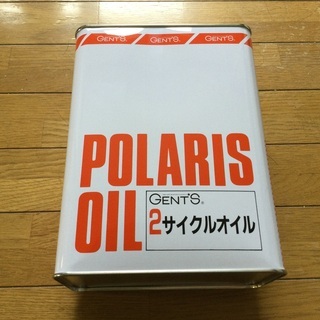 GENT'S. GENT'S. GENT'S.
POLARIS
OIL
GENT'S®
2サイクルオイル